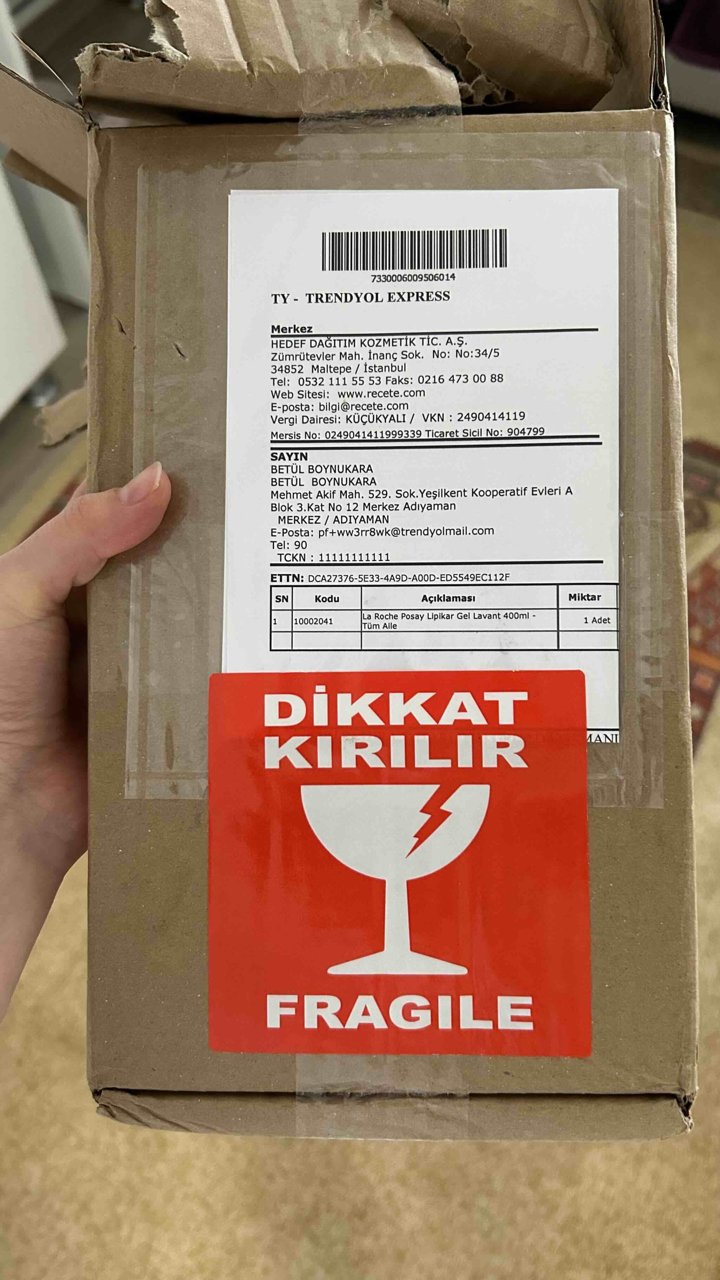 7330006009506014
TY - TRENDYOL EXPRESS
Merkez
HEDEF DAĞITIM KOZMETİK TİC. A.Ş.
Zümrütevler Mah. İnanç Sok. No: No:34/5
34852 Maltepe / İstanbul
Tel: 0532 111 55 53 Faks: 0216 473 00 88
Web Sitesi: www.recete.com
E-posta: bilgi@recete.com
Vergi Dairesi: KÜÇÜKYALI / VKN : 2490414119
Mersis No: 0249041411999339 Ticaret Sicil No: 904799
SAYIN
BETÜL BOYNUKARA
BETÜL BOYNUKARA
Mehmet Akif Mah. 529. Sok.Yeşilkent Kooperatif Evleri A
Blok 3.Kat No 12 Merkez Adıyaman
MERKEZ / ADIYAMAN
E-Posta: pf+ww3rr8wk@trendyolmail.com
Tel: 90
TCKN : 11111111111
ETTN: DCA27376-5E33-4A9D-A00D-ED5549EC112F
SN Kodu Açıklaması Miktar
1 10002041 La Roche Posay Lipikar Gel Lavant 400ml - 1 Adet
Tüm Aile
DİKKAT
KIRILIR
FRAGILE